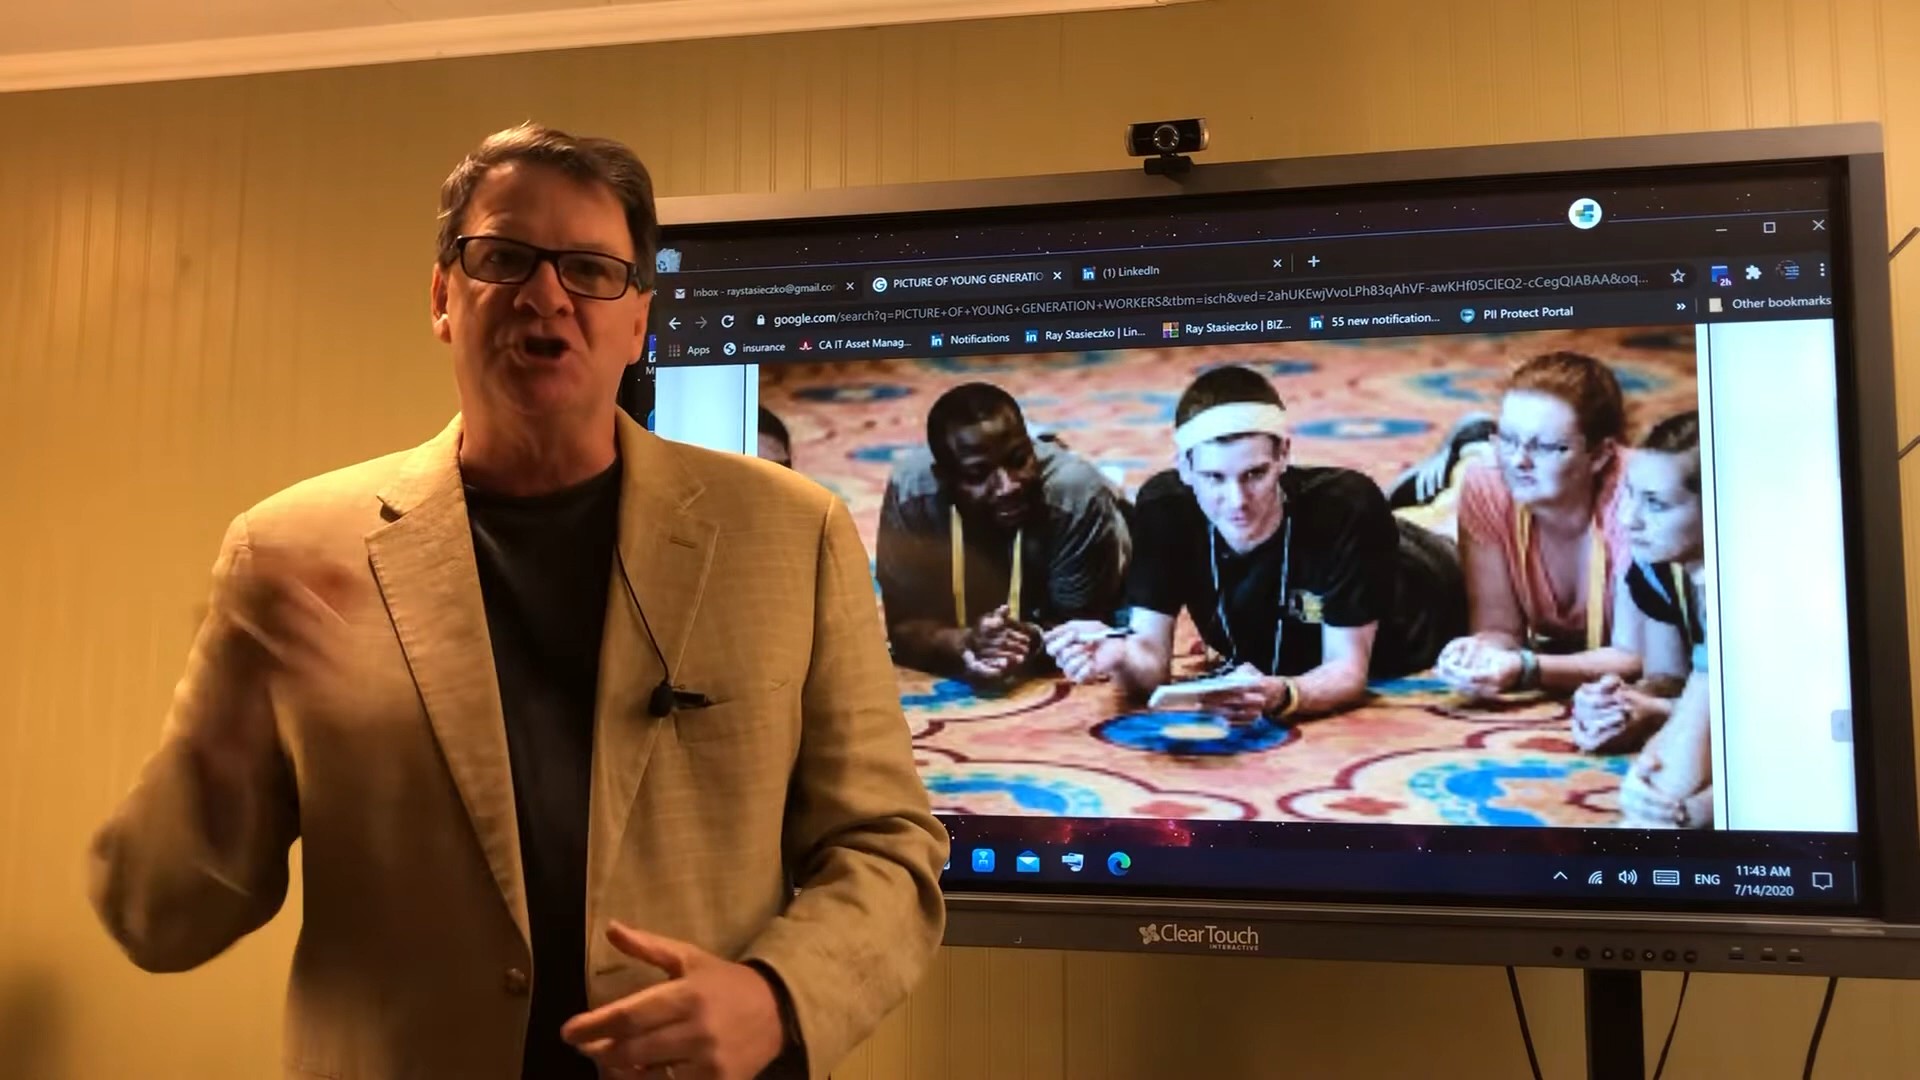 Inbox - raystasieczko@gmail.co
PICTURE OF YOUNG GENERATIO
(1) LinkedIn
google.com/search?q=PICTURE+OF+YOUNG+GENERATION+WORKERS&tbm=isch&ved=2ahUKEwjVvoLPh83qAhVF-awKHf05ClEQ2-cCegQIABAA&oq...
2h
Apps
insurance
CA IT Asset Manag...
Notifications
Ray Stasieczko | Lin...
Ray Stasieczko | BIZ...
55 new notification...
PII Protect Portal
»
Other bookmarks
ENG
11:43 AM
7/14/2020
ClearTouch
INTERACTIVE